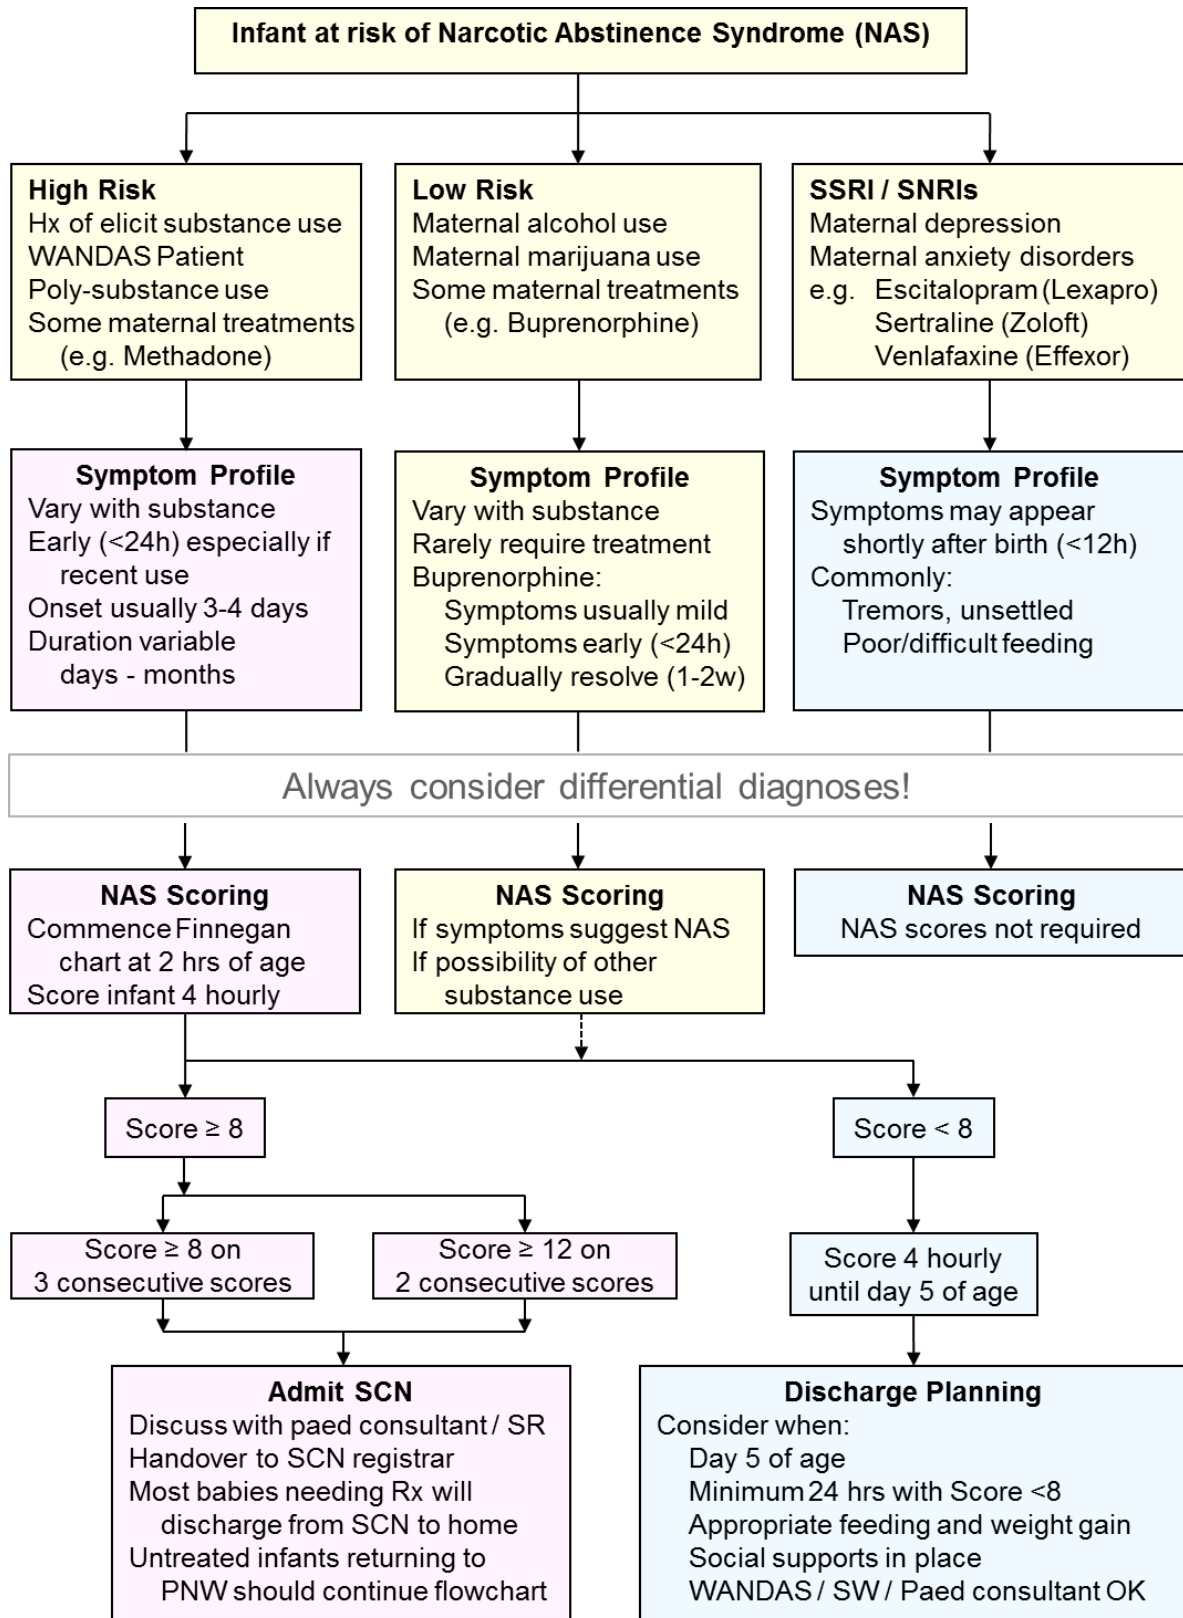 Infant at risk of Narcotic Abstinence Syndrome (NAS)
High Risk
Hx of elicit substance use
WANDAS Patient
Poly-substance use
Some maternal treatments
(e.g. Methadone)
Low Risk
Maternal alcohol use
Maternal marijuana use
Some maternal treatments
(e.g. Buprenorphine)
SSRI / SNRIs
Maternal depression
Maternal anxiety disorders
e.g. Escitalopram (Lexapro)
Sertraline (Zoloft)
Venlafaxine (Effexor)
Symptom Profile
Vary with substance
Early (<24h) especially if
recent use
Onset usually 3-4 days
Duration variable
days - months
Symptom Profile
Vary with substance
Rarely require treatment
Buprenorphine:
Symptoms usually mild
Symptoms early (<24h)
Gradually resolve (1-2w)
Symptom Profile
Symptoms may appear
shortly after birth (<12h)
Commonly:
Tremors, unsettled
Poor/difficult feeding
Always consider differential diagnoses!
NAS Scoring
Commence Finnegan
chart at 2 hrs of age
Score infant 4 hourly
NAS Scoring
If symptoms suggest NAS
If possibility of other
substance use
NAS Scoring
NAS scores not required
Score ≥ 8
Score < 8
Score ≥ 8 on
3 consecutive scores
Score ≥ 12 on
2 consecutive scores
Score 4 hourly
until day 5 of age
Admit SCN
Discuss with paed consultant / SR
Handover to SCN registrar
Most babies needing Rx will
discharge from SCN to home
Untreated infants returning to
PNW should continue flowchart
Discharge Planning
Consider when:
Day 5 of age
Minimum 24 hrs with Score <8
Appropriate feeding and weight gain
Social supports in place
WANDAS / SW / Paed consultant OK